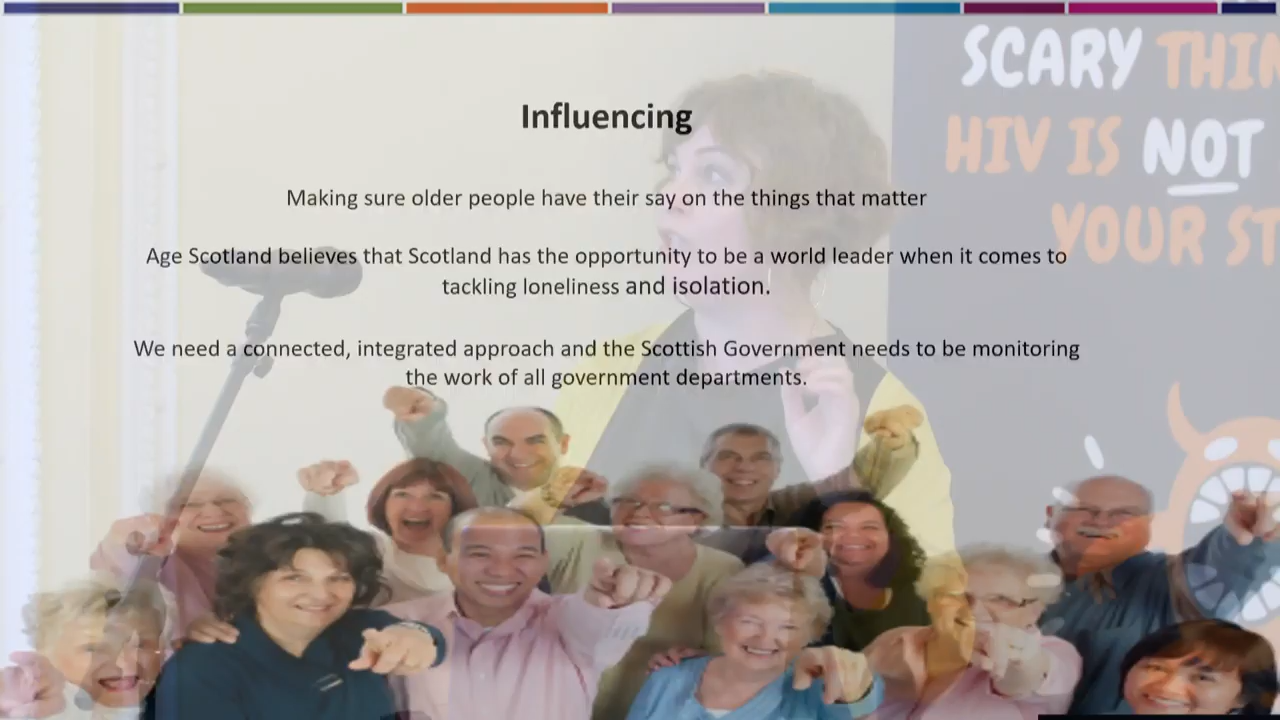 SCARY
HIV IS NOT
YOUR
Influencing
Making sure older people have their say on the things that matter
Age Scotland believes that Scotland has the opportunity to be a world leader when it comes to
tackling loneliness and isolation.
We need a connected, integrated approach and the Scottish Government needs to be monitoring
the work of all government departments.